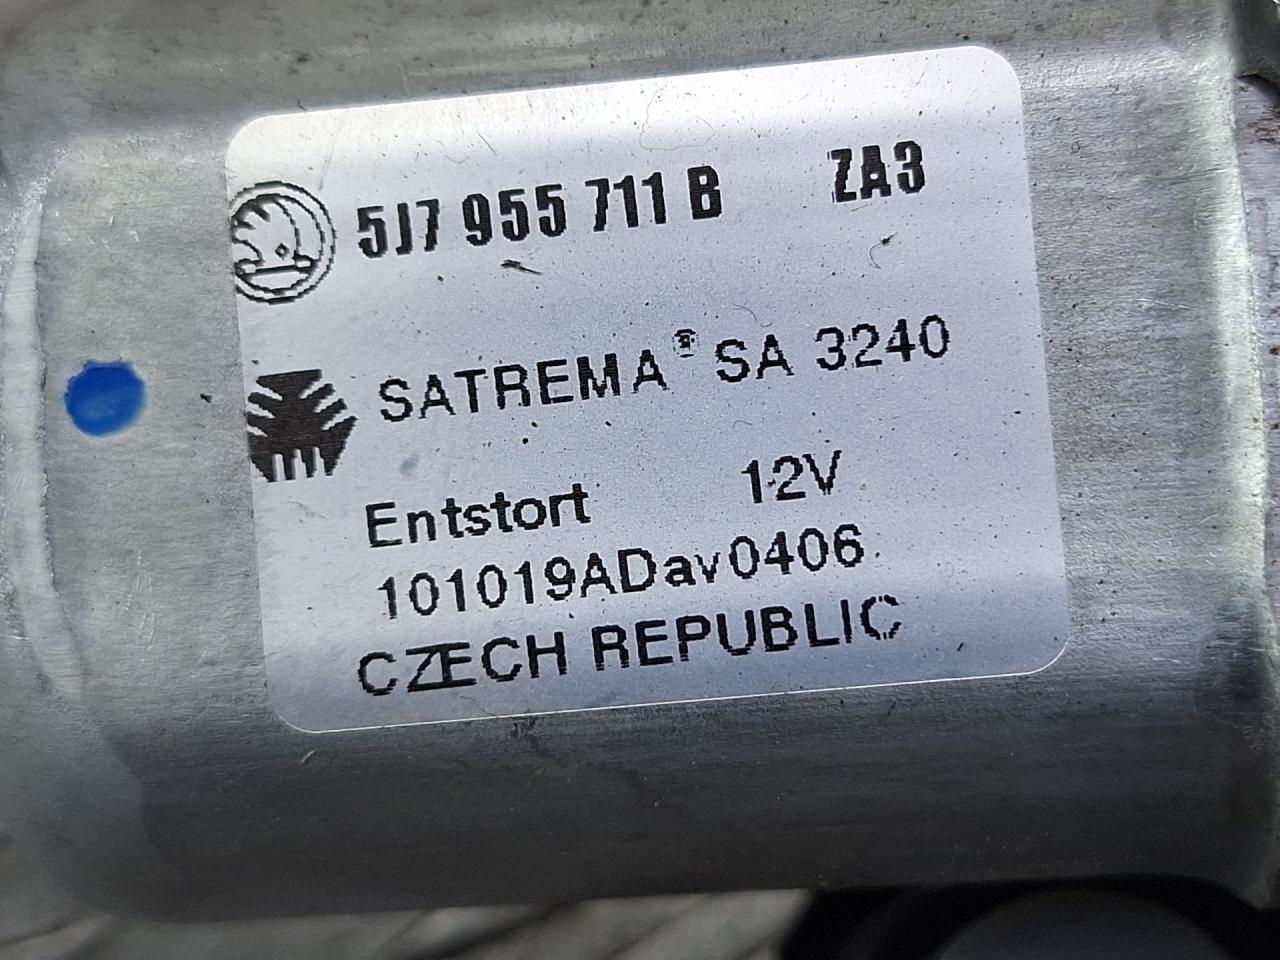 5J7 955 711 B ZA3
SATREMA® SA 3240
Entstort 12V
101019ADav0406
CZECH REPUBLIC